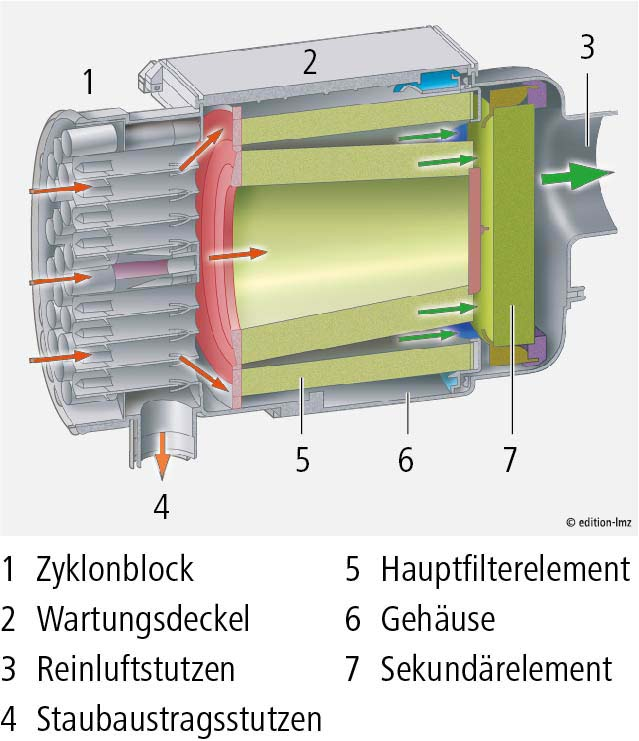 1
2
3
4
5
6
7
© edition-lmz
1 Zyklonblock
2 Wartungsdeckel
3 Reinluftstutzen
4 Staubaustragsstutzen
5 Hauptfilterelement
6 Gehäuse
7 Sekundärelement